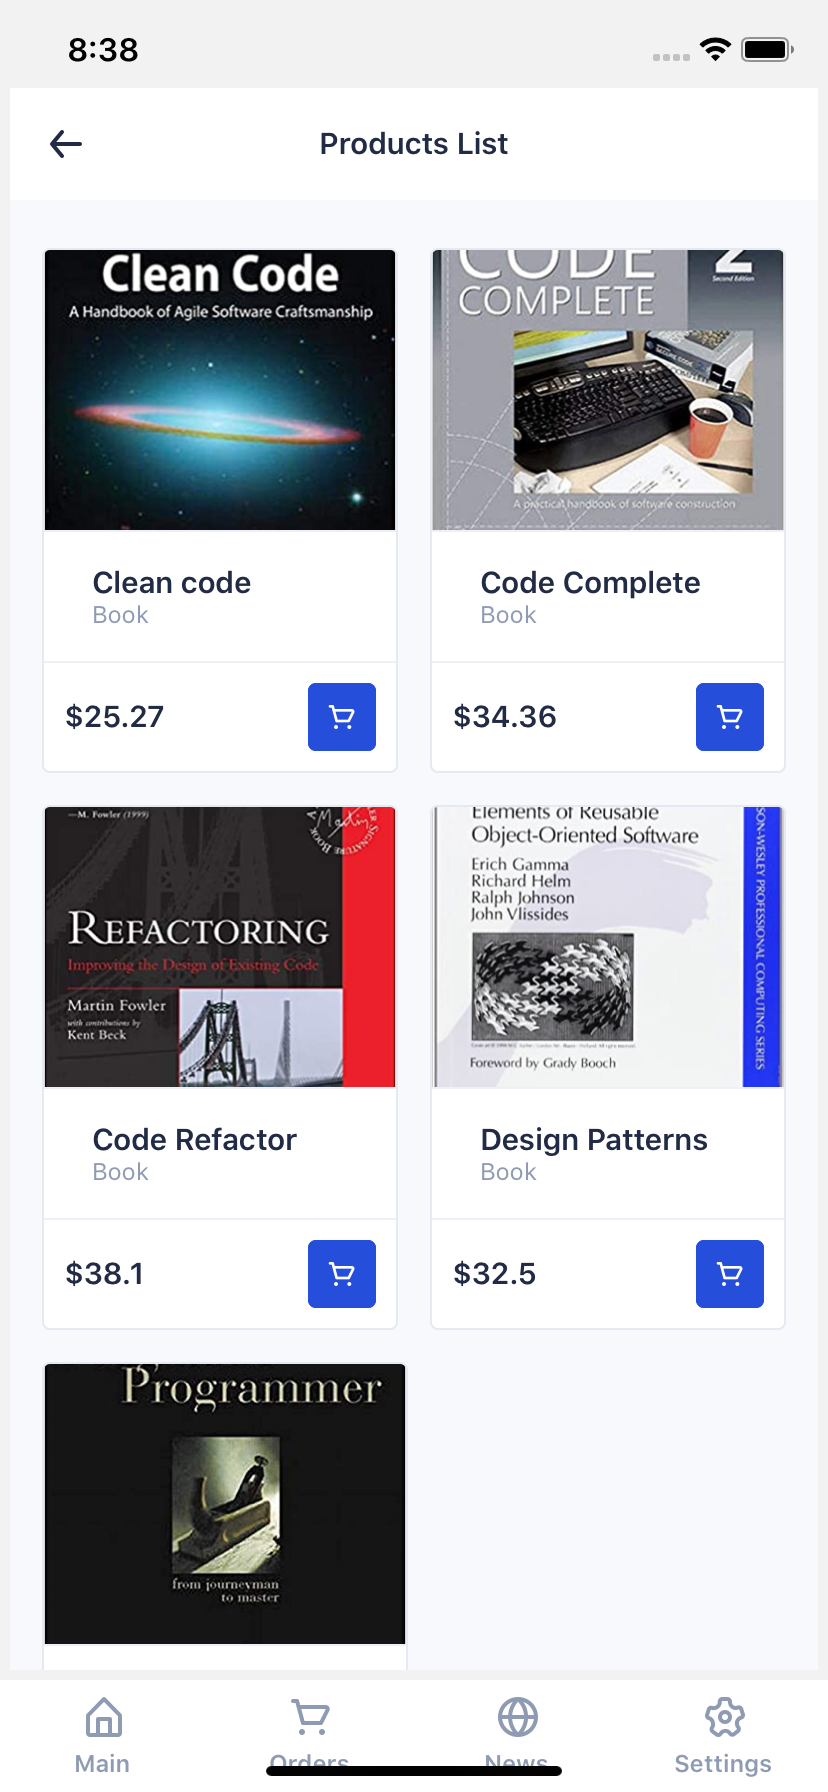 8:38
Products List
Clean Code
A Handbook of Agile Software Craftsmanship
CODE
COMPLETE
2
Second Edition
A practical handbook of software construction
Clean code
Book
Code Complete
Book
$25.27
$34.36
—M. Fowler (1999)
REFACTORING
Improving the Design of Existing Code
Martin Fowler
with contributions by
Kent Beck
Elements of Reusable
Object-Oriented Software
Erich Gamma
Richard Helm
Ralph Johnson
John Vlissides
Foreword by Grady Booch
SON-WESLEY PROFESSIONAL COMPUTING SERIES
Code Refactor
Book
Design Patterns
Book
$38.1
$32.5
Programmer
from journeyman
to master
Main
Orders
News
Settings